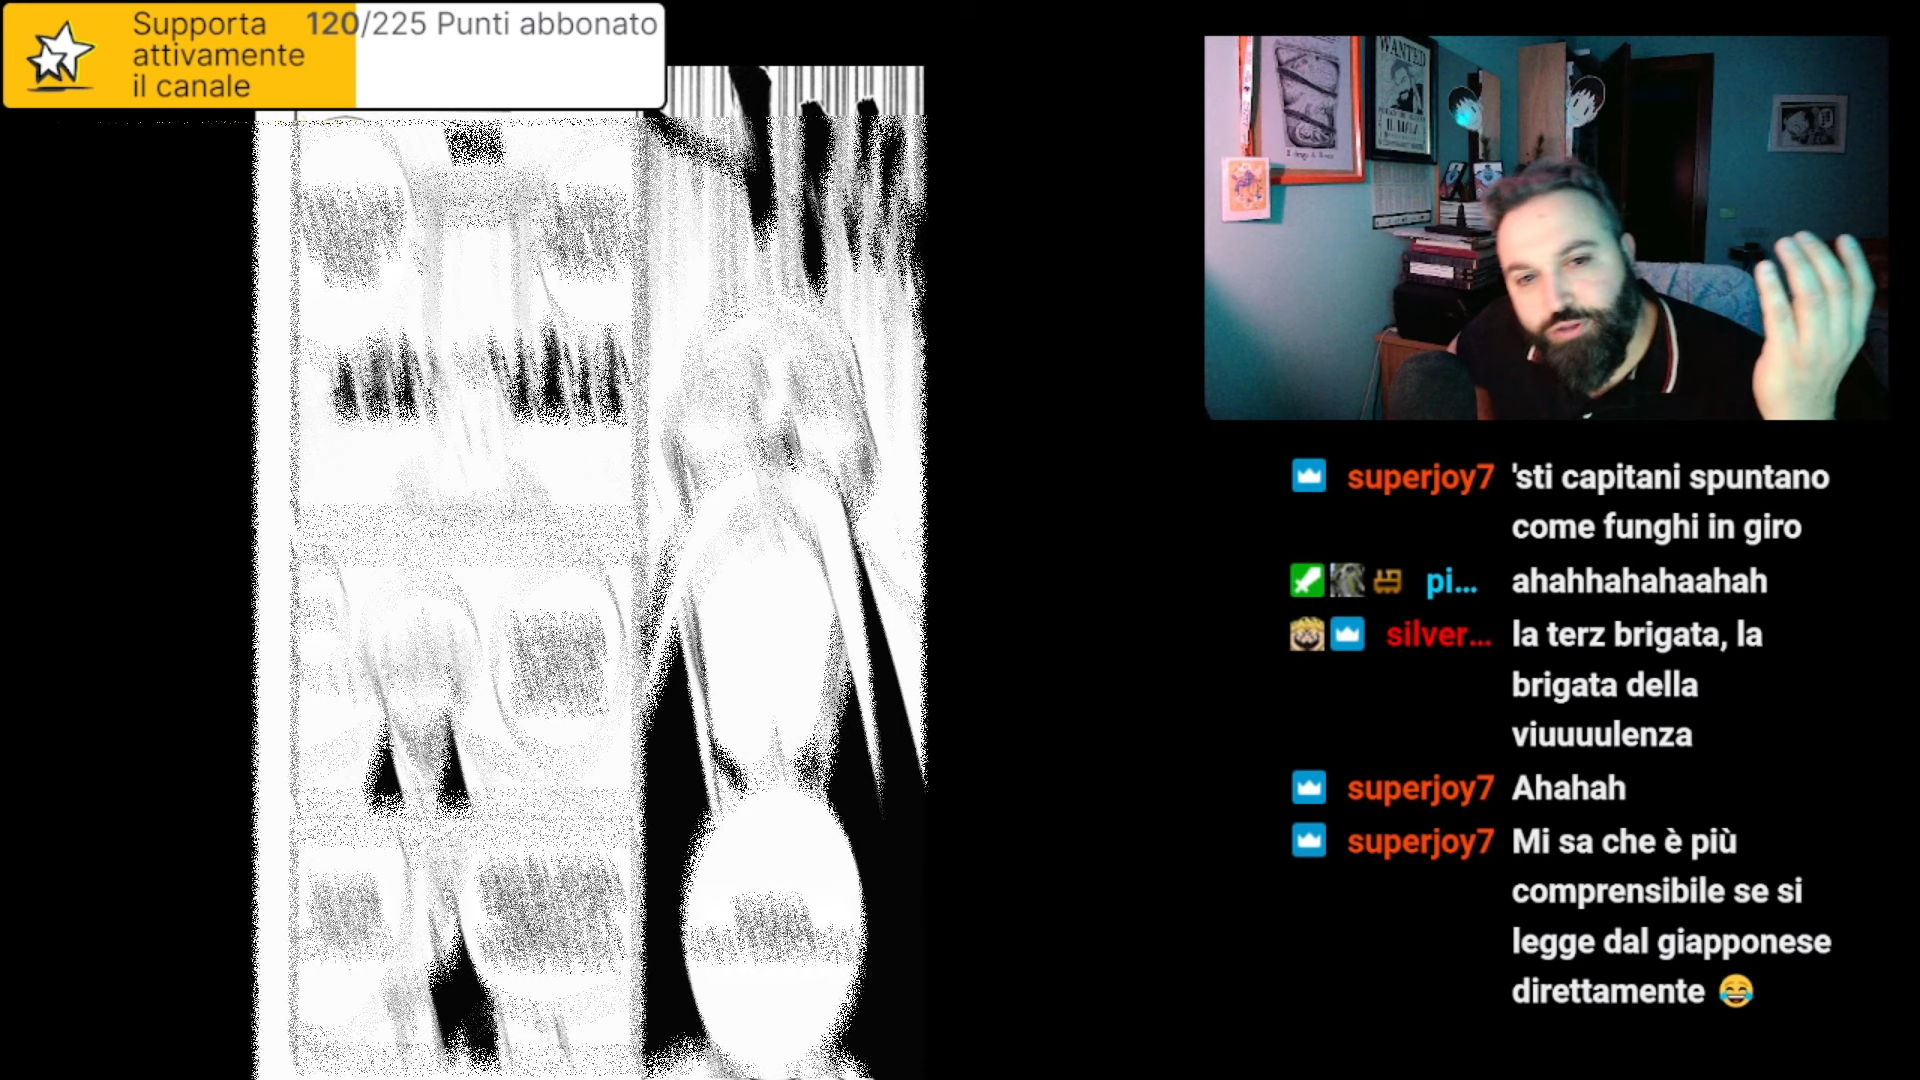 Supporta
attivamente
il canale
120/225 Punti abbonato
WANTED
superjoy7 'sti capitani spuntano
come funghi in giro
pi... ahahhahahaahah
silver... la terz brigata, la
brigata della
viuuuulenza
superjoy7 Ahahah
superjoy7 Mi sa che è più
comprensibile se si
legge dal giapponese
direttamente 😂